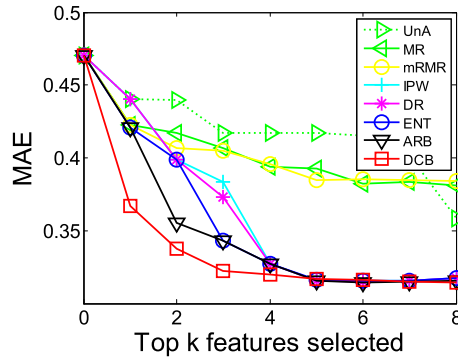 0.5
0.45
0.4
0.35
MAE
UnA
MR
mRMR
IPW
DR
ENT
ARB
DCB
0 2 4 6 8
Top k features selected